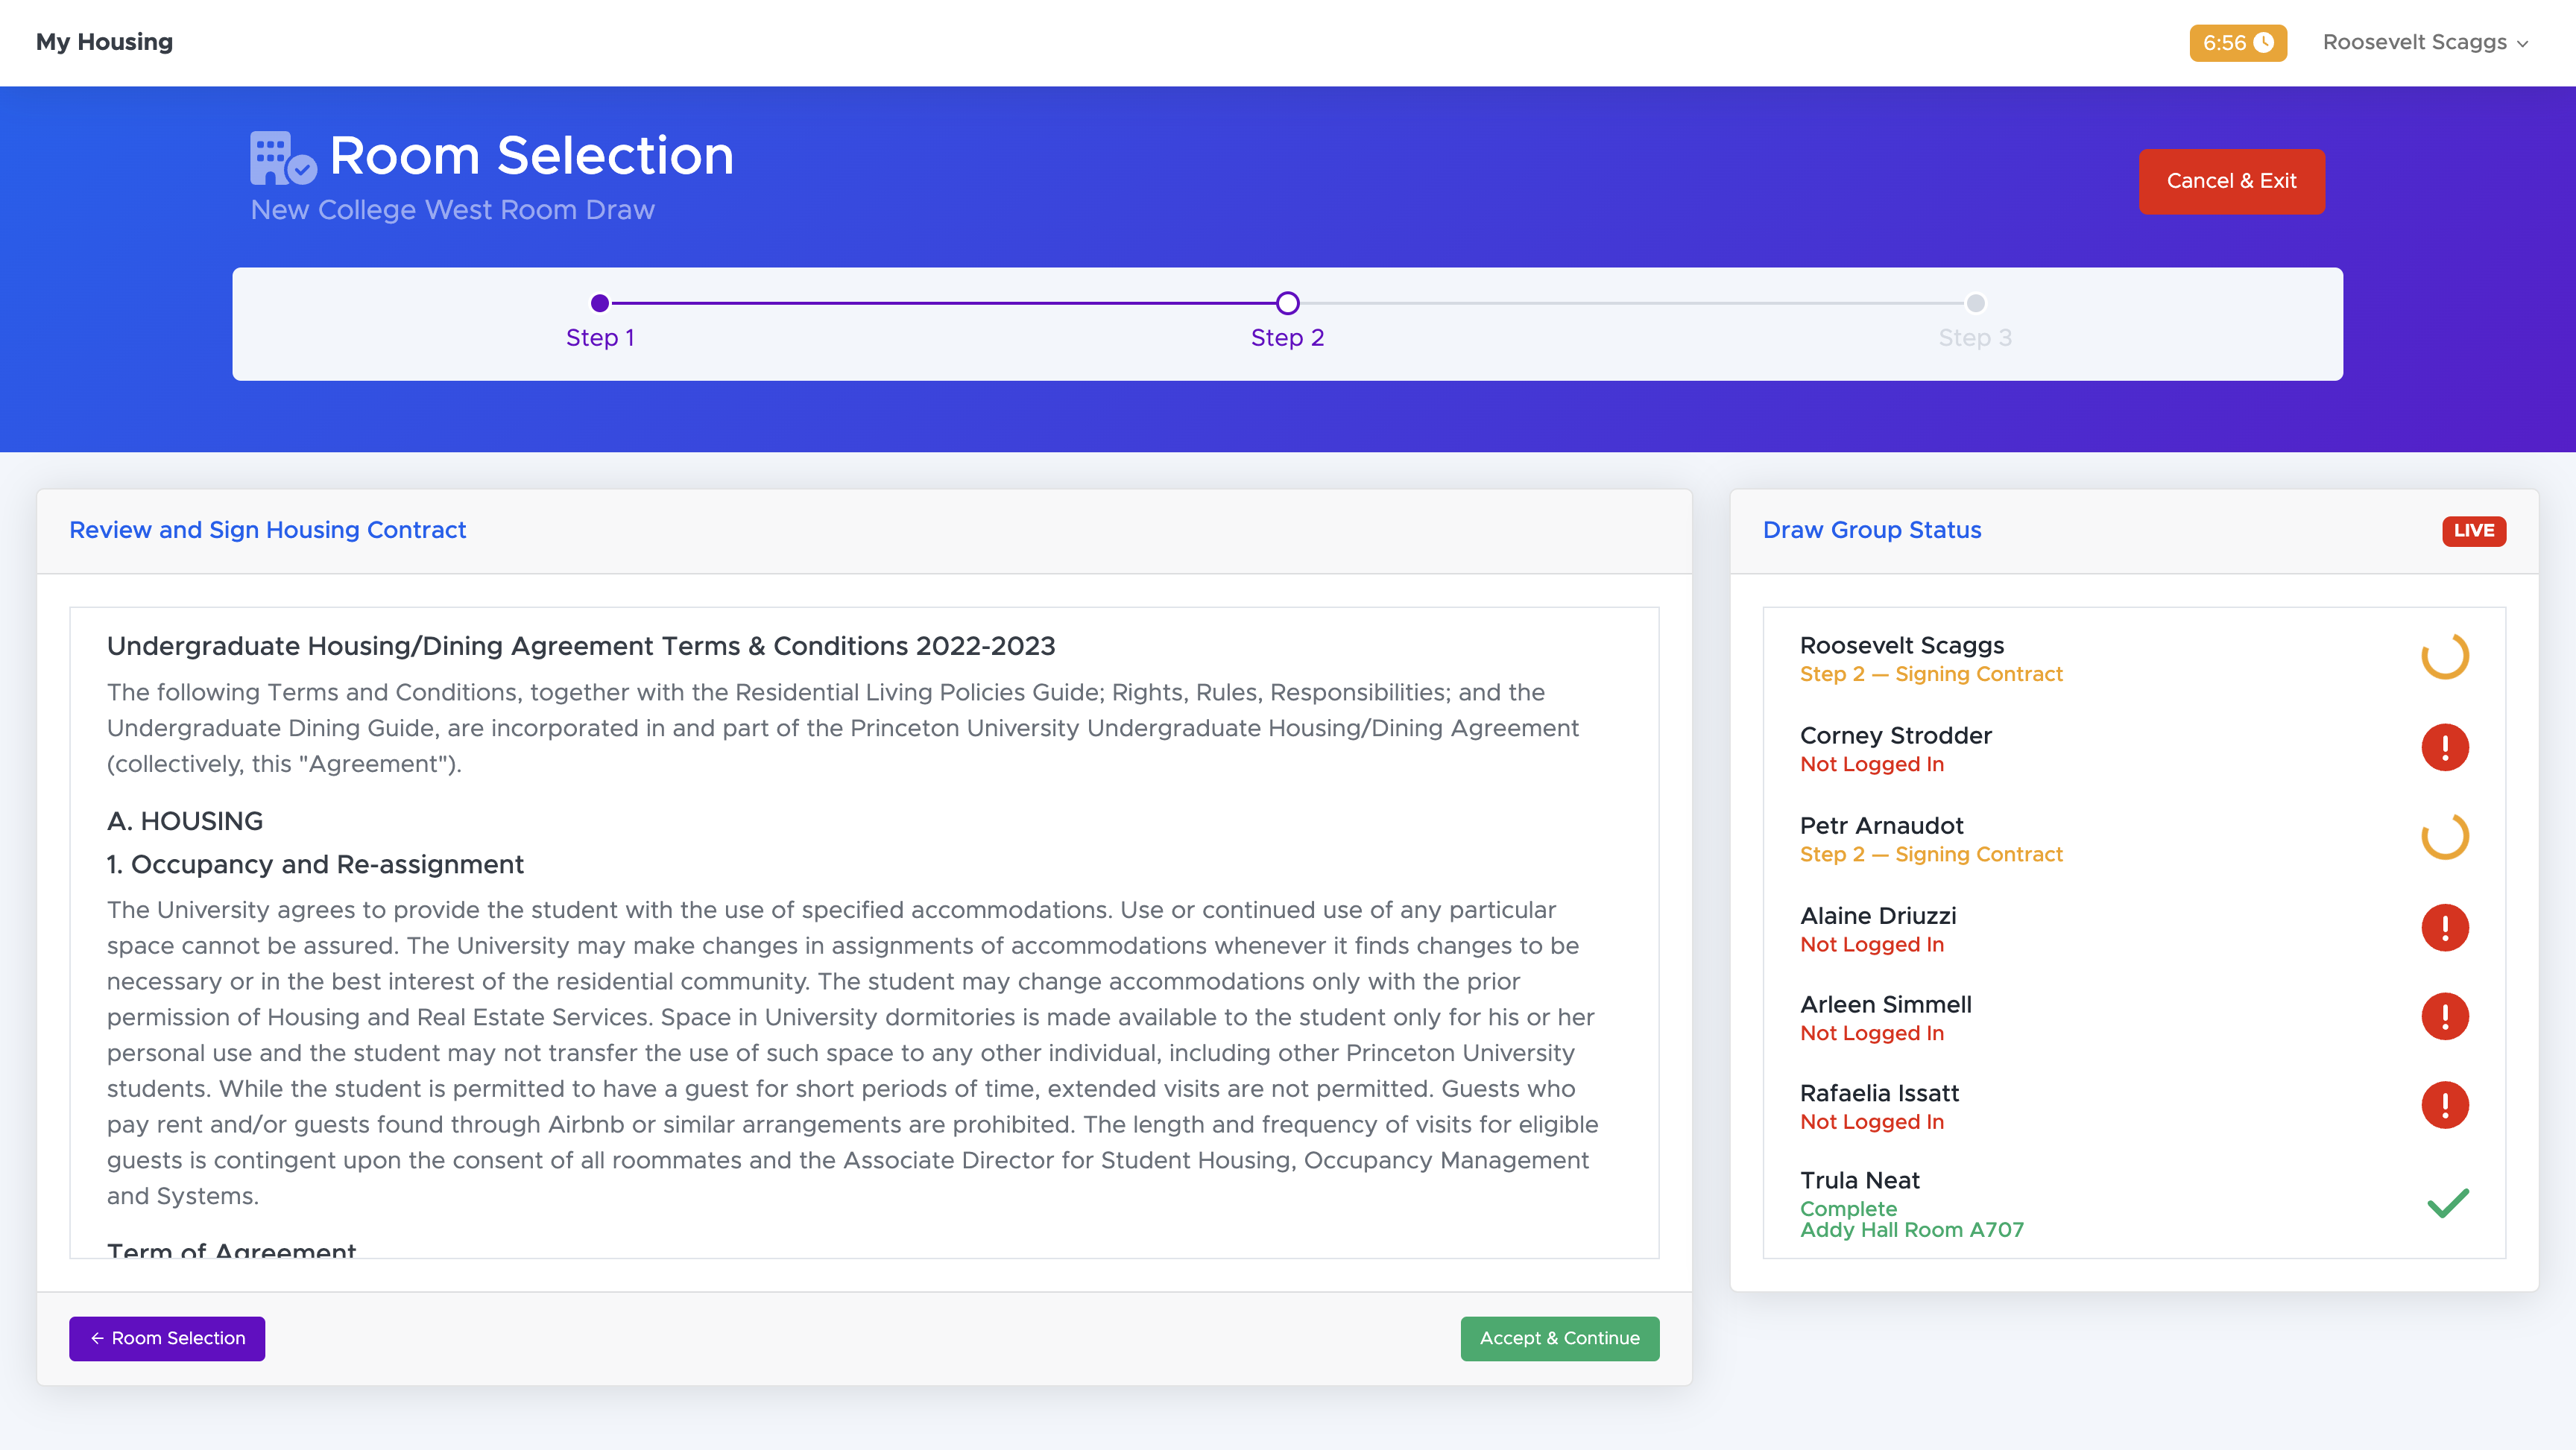 My Housing
6:56
Roosevelt Scaggs
Room Selection
New College West Room Draw
Cancel & Exit
Step 1
Step 2
Step 3
Review and Sign Housing Contract
Undergraduate Housing/Dining Agreement Terms & Conditions 2022-2023
The following Terms and Conditions, together with the Residential Living Policies Guide; Rights, Rules, Responsibilities; and the
Undergraduate Dining Guide, are incorporated in and part of the Princeton University Undergraduate Housing/Dining Agreement
(collectively, this "Agreement").
A. HOUSING
1. Occupancy and Re-assignment
The University agrees to provide the student with the use of specified accommodations. Use or continued use of any particular
space cannot be assured. The University may make changes in assignments of accommodations whenever it finds changes to be
necessary or in the best interest of the residential community. The student may change accommodations only with the prior
permission of Housing and Real Estate Services. Space in University dormitories is made available to the student only for his or her
personal use and the student may not transfer the use of such space to any other individual, including other Princeton University
students. While the student is permitted to have a guest for short periods of time, extended visits are not permitted. Guests who
pay rent and/or guests found through Airbnb or similar arrangements are prohibited. The length and frequency of visits for eligible
guests is contingent upon the consent of all roommates and the Associate Director for Student Housing, Occupancy Management
and Systems.
Term of Agreement
← Room Selection
Accept & Continue
Draw Group Status
LIVE
Roosevelt Scaggs
Step 2 — Signing Contract
Corney Strodder
Not Logged In
Petr Arnaudot
Step 2 — Signing Contract
Alaine Driuzzi
Not Logged In
Arleen Simmell
Not Logged In
Rafaelia Issatt
Not Logged In
Trula Neat
Complete
Addy Hall Room A707